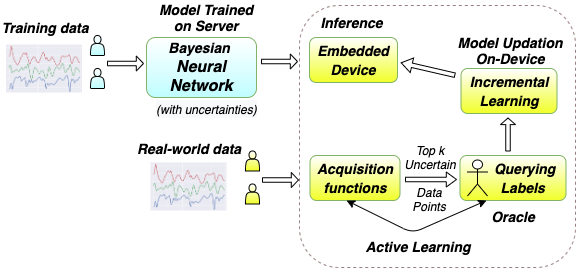 Training data
Model Trained
on Server
Bayesian
Neural
Network
(with uncertainties)
Inference
Embedded
Device
Model Updation
On-Device
Incremental
Learning
Real-world data
Acquisition
functions
Top k
Uncertain
Data
Points
Querying
Labels
Oracle
Active Learning